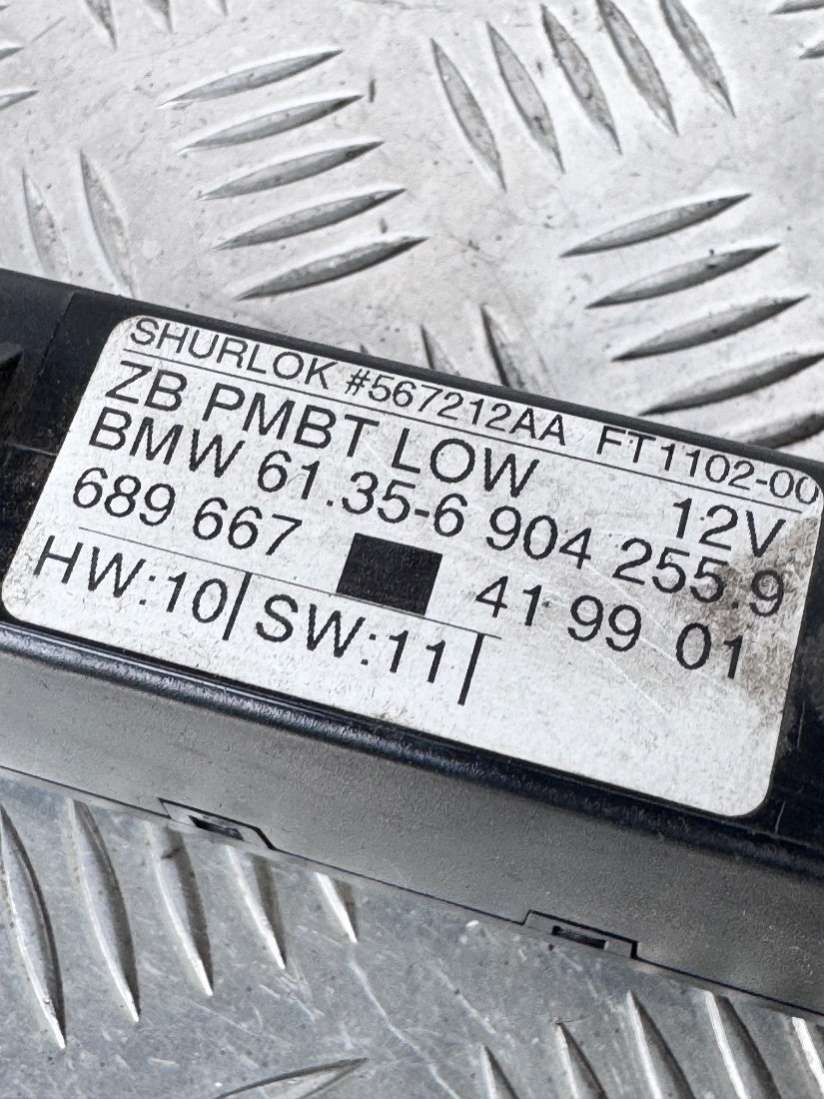 SHURLOK #567212AA FT1102-00
ZB PMBT LOW 12V
BMW 61.35-6 904 255.9
689 667 41 99 01
HW:10 SW:11